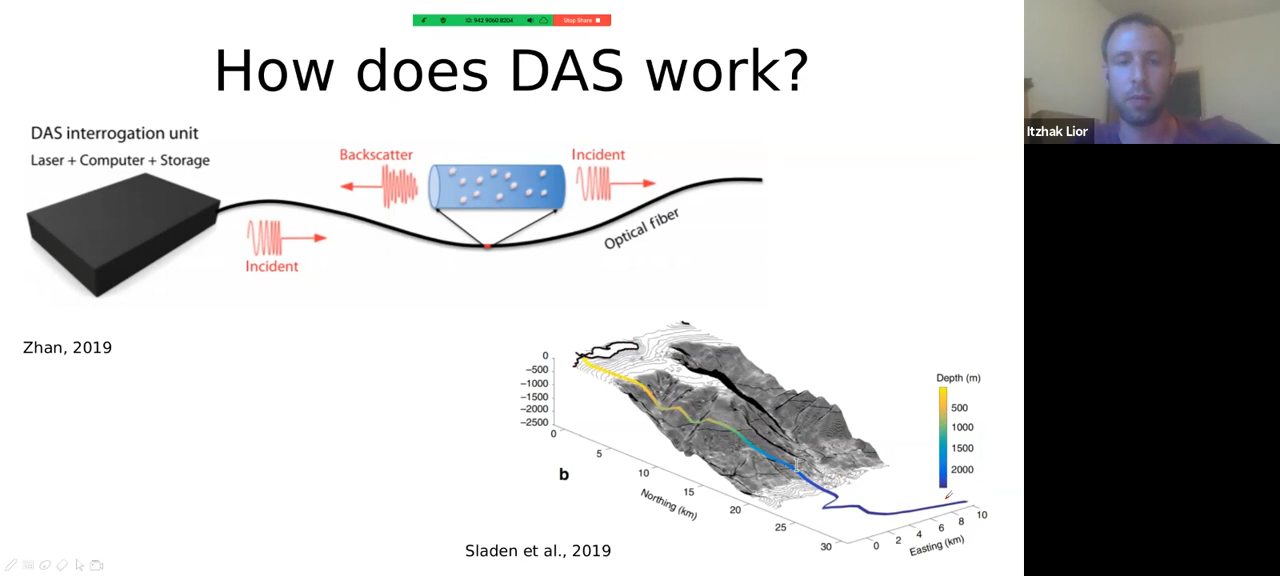 ID: 942 9060 8204
Stop Share
How does DAS work?
DAS interrogation unit
Laser + Computer + Storage
Backscatter
Incident
Incident
Optical fiber
Zhan, 2019
Itzhak Lior
0
−500
−1000
−1500
−2000
−2500
0
5
10
15
20
25
30
Northing (km)
b
0
2
4
6
8
10
Easting (km)
Depth (m)
500
1000
1500
2000
Sladen et al., 2019